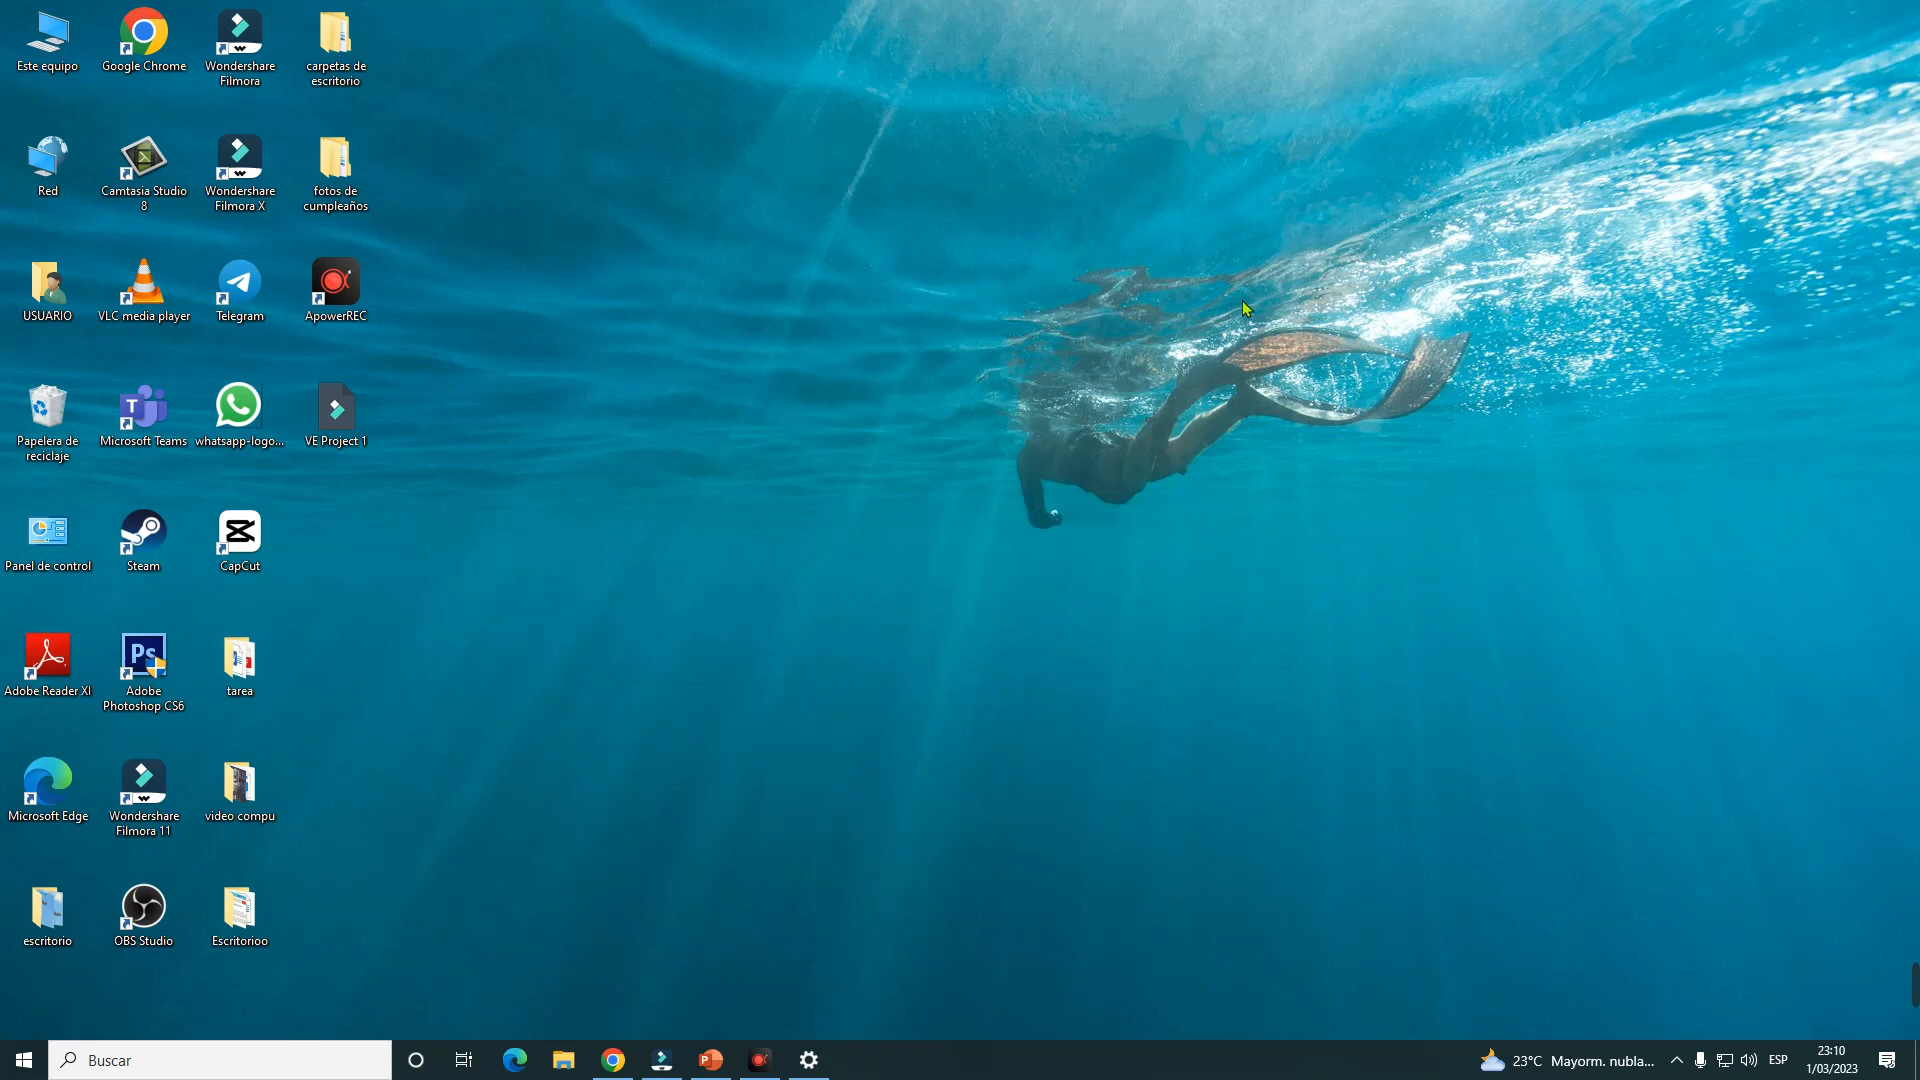 Este equipo
Google Chrome
Wondershare
Filmora
carpetas de
escritorio
Red
Camtasia Studio
8
Wondershare
Filmora X
fotos de
cumpleaños
USUARIO
VLC media player
Telegram
ApowerREC
Papelera de
reciclaje
T
Microsoft Teams
whatsapp-logo...
VE Project 1
Panel de control
Steam
CapCut
Adobe Reader XI
Ps
Adobe
Photoshop CS6
tarea
Microsoft Edge
Wondershare
Filmora 11
video compu
escritorio
OBS Studio
Escritorioo
Buscar
P
23°C Mayorm. nubla...
ESP
23:10
1/03/2023